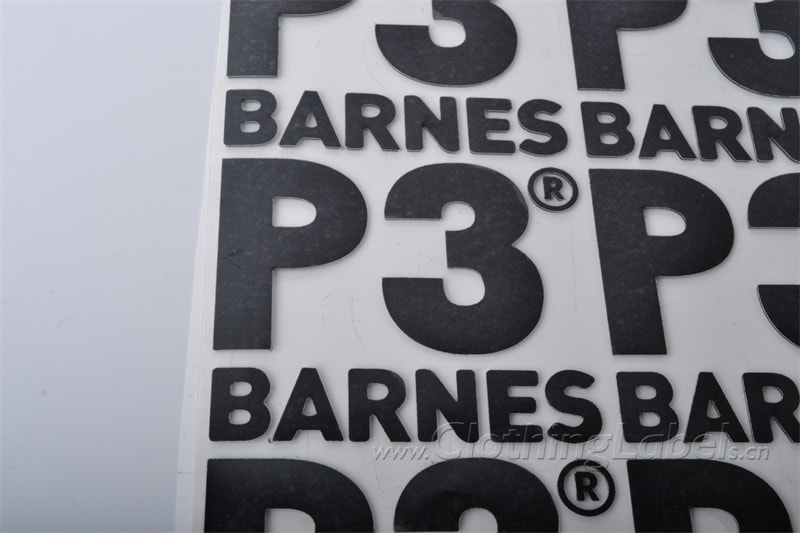 P3 P3
BARNES BARN
P3® P3
BARNES BAR
P3® P
www.ClothingLabels.cn